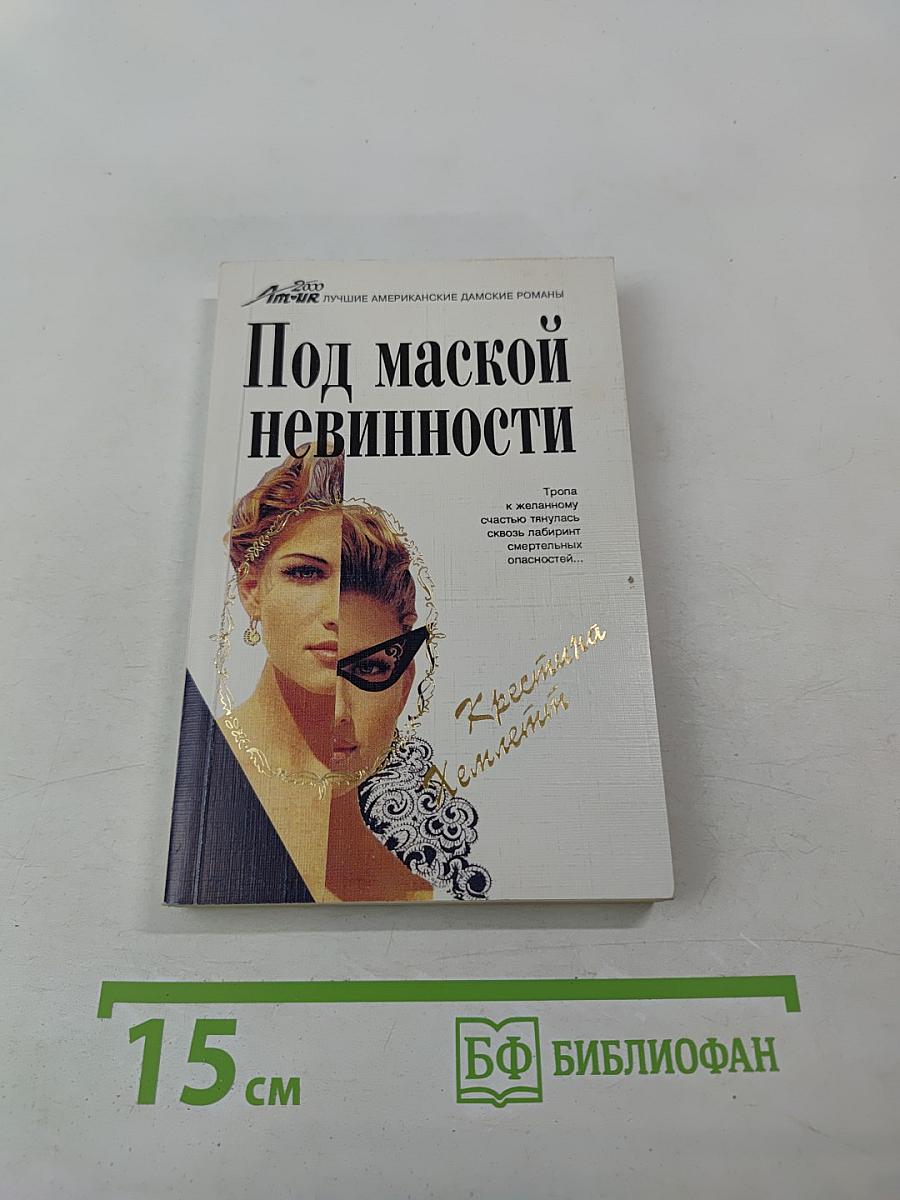 2000
Am-UR ЛУЧШИЕ АМЕРИКАНСКИЕ ДАМСКИЕ РОМАНЫ
Под маской
невинности
Тропа
к желанному
счастью тянулась
сквозь лабиринт
смертельных
опасностей...
Крестина
Хемлетт
15 см
БФ БИБЛИОФАН